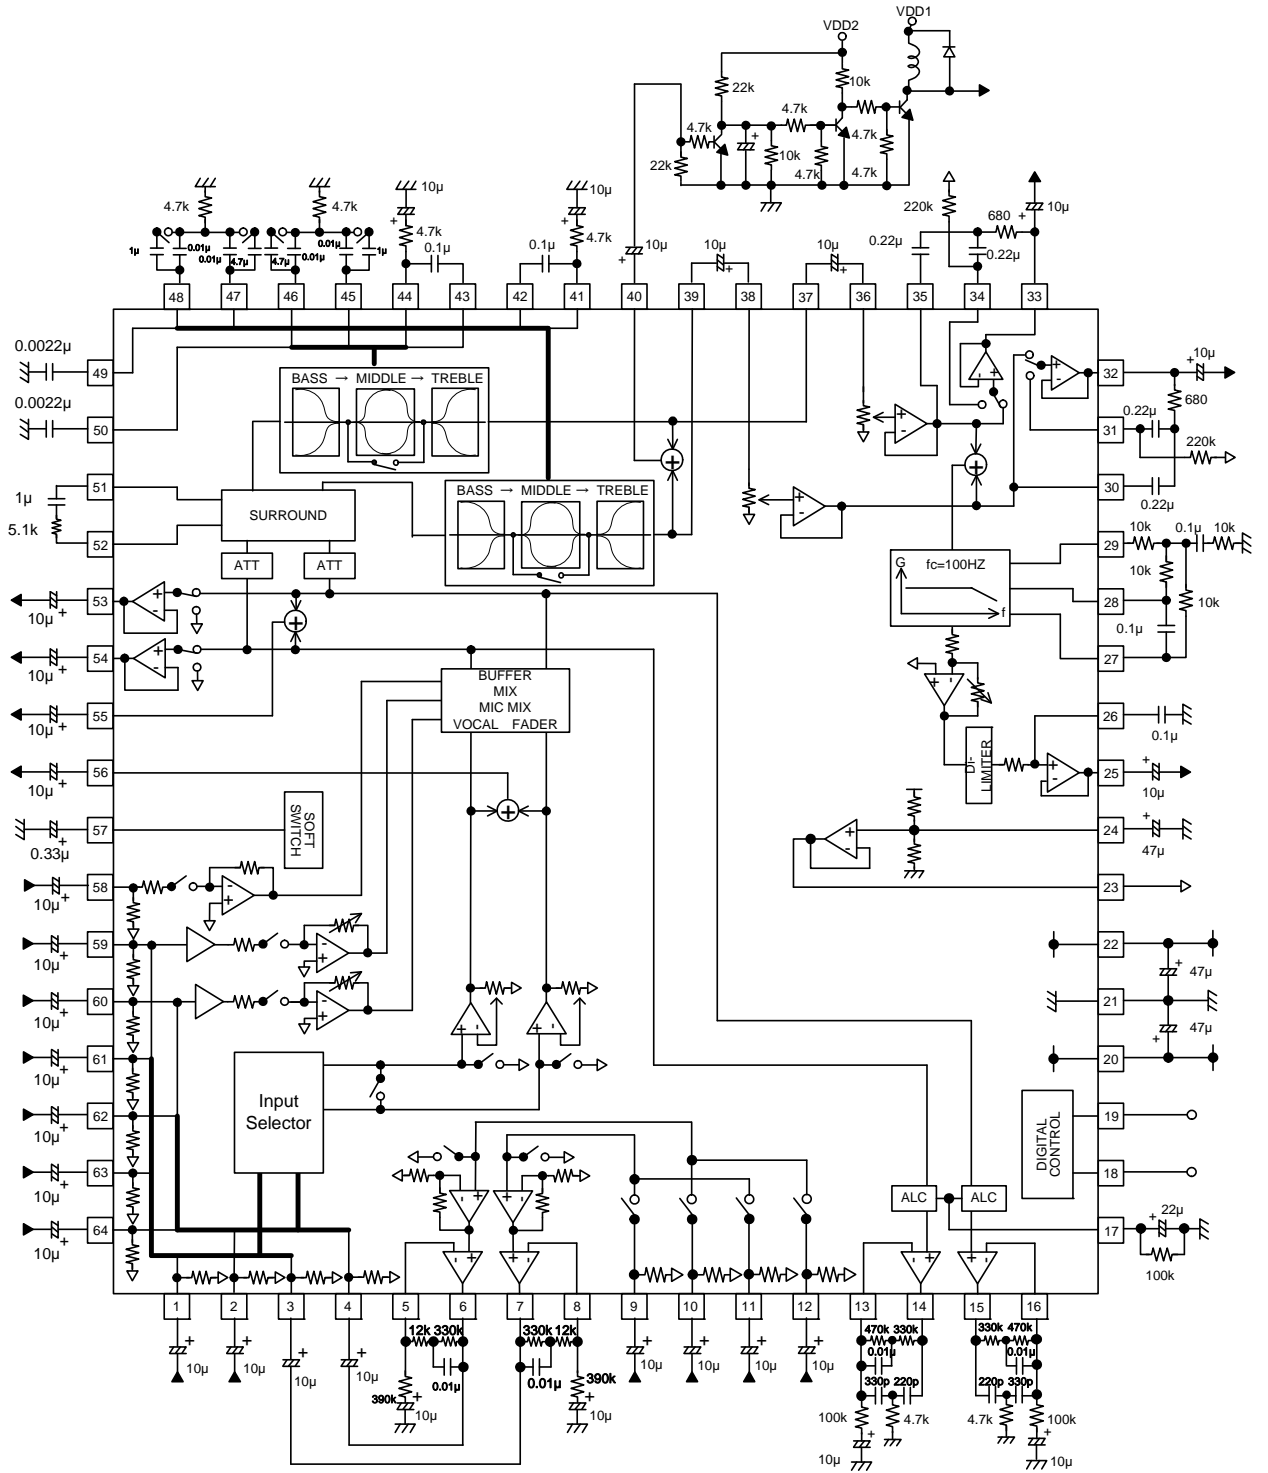 VDD1
VDD2
22k
10k
4.7k
4.7k
4.7k
22k
10k
4.7k
4.7k
4.7k
4.7k
10µ
10µ
220k
680
10µ
1µ
0.01µ
0.01µ
4.7µ
4.7µ
0.01µ
0.01µ
1µ
4.7k
0.1µ
0.1µ
4.7k
10µ
10µ
10µ
0.22µ
0.22µ
48
47
46
45
44
43
42
41
40
39
38
37
36
35
34
33
0.0022µ
49
BASS → MIDDLE → TREBLE
32
10µ
680
0.0022µ
50
31
0.22µ
220k
1µ
51
BASS → MIDDLE → TREBLE
30
0.22µ
5.1k
52
SURROUND
29
10k
0.1µ
10k
ATT
ATT
G
fc=100HZ
f
10k
28
10k
0.1µ
27
10µ
53
10µ
54
BUFFER
MIX
MIC MIX
VOCAL FADER
10µ
55
26
0.1µ
10µ
56
DI-
LIMITER
25
10µ
0.33µ
57
SOFT
SWITCH
24
47µ
10µ
58
23
10µ
59
22
47µ
10µ
60
21
47µ
10µ
61
20
10µ
62
Input
Selector
DIGITAL
CONTROL
19
10µ
63
18
10µ
64
ALC
ALC
17
22µ
100k
1
2
3
4
5
6
7
8
9
10
11
12
13
14
15
16
10µ
10µ
10µ
10µ
12k
330k
0.01µ
390k
10µ
330k
12k
0.01µ
390k
10µ
10µ
10µ
10µ
10µ
470k
330k
0.01µ
330p
220p
100k
4.7k
10µ
330k
470k
0.01µ
220p
330p
4.7k
100k
10µ